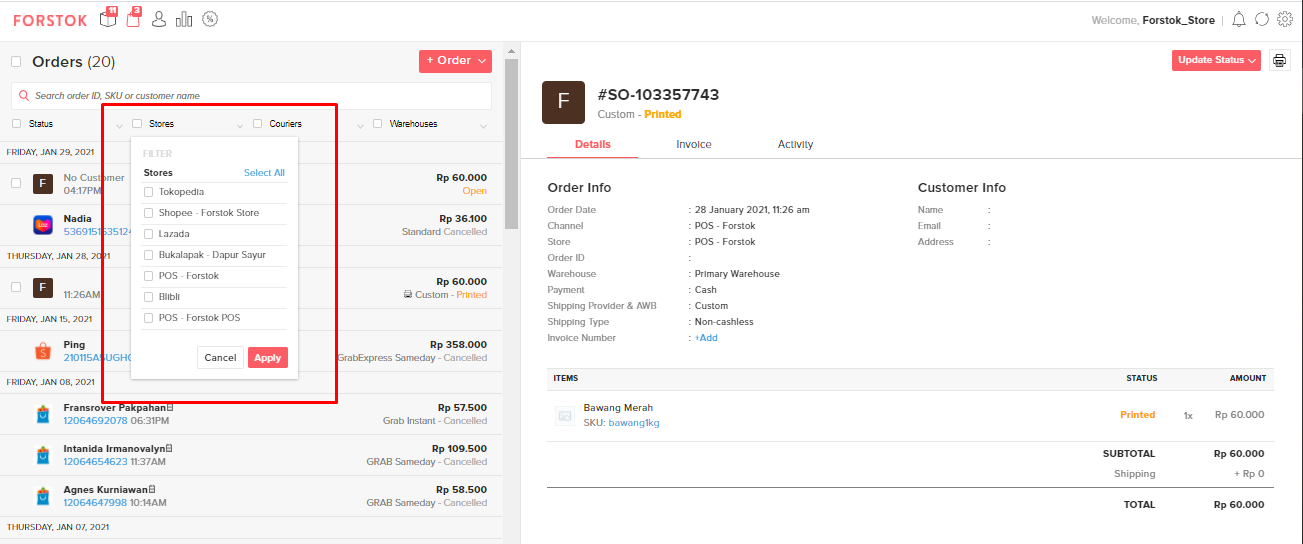 FORSTOK
11
3
Welcome, Forstok_Store
Orders (20)
+ Order
Search order ID, SKU or customer name
Status
Stores
Couriers
Warehouses
FRIDAY, JAN 29, 2021
F
No Customer
04:17PM
Rp 60.000
Open
Nadia
Rp 36.100
Standard Cancelled
THURSDAY, JAN 28, 2021
F
11:26AM
Rp 60.000
Custom - Printed
FRIDAY, JAN 15, 2021
Ping
Rp 358.000
GrabExpress Sameday - Cancelled
FRIDAY, JAN 08, 2021
Fransrover Pakpahan
12064692078 06:31PM
Rp 57.500
Grab Instant - Cancelled
Intanida Irmanovalyn
12064654623 11:37AM
Rp 109.500
GRAB Sameday - Cancelled
Agnes Kurniawan
12064647998 10:14AM
Rp 58.500
GRAB Sameday - Cancelled
THURSDAY, JAN 07, 2021
FILTER
Stores
Select All
Tokopedia
Shopee - Forstok Store
Lazada
Bukalapak - Dapur Sayur
POS - Forstok
Blibli
POS - Forstok POS
Cancel
Apply
Update Status
F
#SO-103357743
Custom - Printed
Details
Invoice
Activity
Order Info
Order Date : 28 January 2021, 11:26 am
Channel : POS - Forstok
Store : POS - Forstok
Order ID :
Warehouse : Primary Warehouse
Payment : Cash
Shipping Provider & AWB : Custom
Shipping Type : Non-cashless
Invoice Number : +Add
Customer Info
Name :
Email :
Address :
ITEMS STATUS AMOUNT
Bawang Merah
SKU: bawang1kg
Printed 1x Rp 60.000
SUBTOTAL Rp 60.000
Shipping + Rp 0
TOTAL Rp 60.000